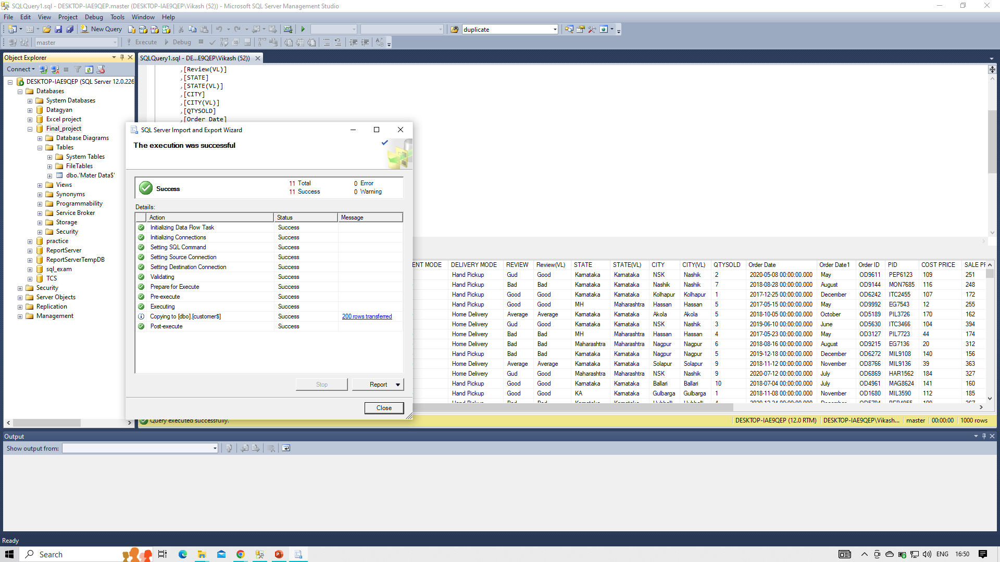 SQLQuery1.sql - DESKTOP-IAE9QEP.master (DESKTOP-IAE9QEP\Vikash (52)) - Microsoft SQL Server Management Studio
File Edit View Project Debug Tools Window Help
New Query
duplicate
master
Execute
Debug
Object Explorer
Connect
DESKTOP-IAE9QEP (SQL Server 12.0.226
Databases
System Databases
Datagyan
Excel project
Final_project
Database Diagrams
Tables
System Tables
FileTables
dbo.'Mater Data$'
Views
Synonyms
Programmability
Service Broker
Storage
Security
practice
ReportServer
ReportServerTempDB
sql_exam
TCS
Security
Server Objects
Replication
Management
SQLQuery1.sql - DE...E9QEP\Vikash (52))
,[Review(VL)]
,[STATE]
,[STATE(VL)]
,[CITY]
,[CITY(VL)]
,[QTYSOLD]
,[Order Date]
SQL Server Import and Export Wizard
The execution was successful
Success
11 Total 0 Error
11 Success 0 Warning
Details:
Action Status Message
Initializing Data Flow Task Success
Initializing Connections Success
Setting SQL Command Success
Setting Source Connection Success
Setting Destination Connection Success
Validating Success
Prepare for Execute Success
Pre-execute Success
Executing Success
Copying to [dbo].[customer$] Success 200 rows transferred
Post-execute Success
Stop Report
Close
ENT MODE DELIVERY MODE REVIEW Review(VL) STATE STATE(VL) CITY CITY(VL) QTYSOLD Order Date Order Date1 Order ID PID COST PRICE SALE PR
Hand Pickup Gud Good Karnataka Karnataka NSK Nashik 2 2020-05-08 00:00:00.000 May OD9611 PEP6123 109 251
Hand Pickup Bad Bad Karnataka Karnataka Nashik Nashik 7 2018-08-28 00:00:00.000 August OD9144 MON7685 116 248
Hand Pickup Good Good Karnataka Karnataka Kolhapur Kolhapur 1 2017-12-25 00:00:00.000 December OD6242 ITC2455 107 172
Hand Pickup Good Good MH Maharashtra Hassan Hassan 5 2017-05-15 00:00:00.000 May OD9992 EG7543 12 255
Home Delivery Average Average Karnataka Karnataka Akola Akola 5 2018-10-05 00:00:00.000 October OD5189 PIL3726 170 162
Home Delivery Gud Good Karnataka Karnataka NSK Nashik 3 2019-06-10 00:00:00.000 June OD5630 ITC3466 104 394
Home Delivery Bad Bad MH Maharashtra Hassan Hassan 4 2017-05-23 00:00:00.000 May OD3127 PIL7723 44 174
Home Delivery Bad Bad Maharashtra Maharashtra Nagpur Nagpur 6 2018-08-16 00:00:00.000 August OD9215 EG7136 20 312
Hand Pickup Bad Bad Karnataka Karnataka Nagpur Nagpur 5 2019-12-18 00:00:00.000 December OD6272 MIL9108 140 156
Home Delivery Average Average Karnataka Karnataka Solapur Solapur 9 2018-11-12 00:00:00.000 November OD8766 MIL9136 39 363
Home Delivery Gud Good Maharashtra Maharashtra NSK Nashik 9 2020-07-12 00:00:00.000 July OD6869 HAR1562 184 327
Hand Pickup Good Good Karnataka Karnataka Ballari Ballari 10 2018-07-04 00:00:00.000 July OD4961 MAG8624 141 160
Hand Pickup Good Good KA Karnataka Gulbarga Gulbarga 1 2018-11-08 00:00:00.000 November OD1680 MIL3590 112 185
Query executed successfully.
DESKTOP-IAE9QEP (12.0 RTM) DESKTOP-IAE9QEP\Vikash... master 00:00:00 1000 rows
Output
Show output from:
Ready
Search
ENG 16:50